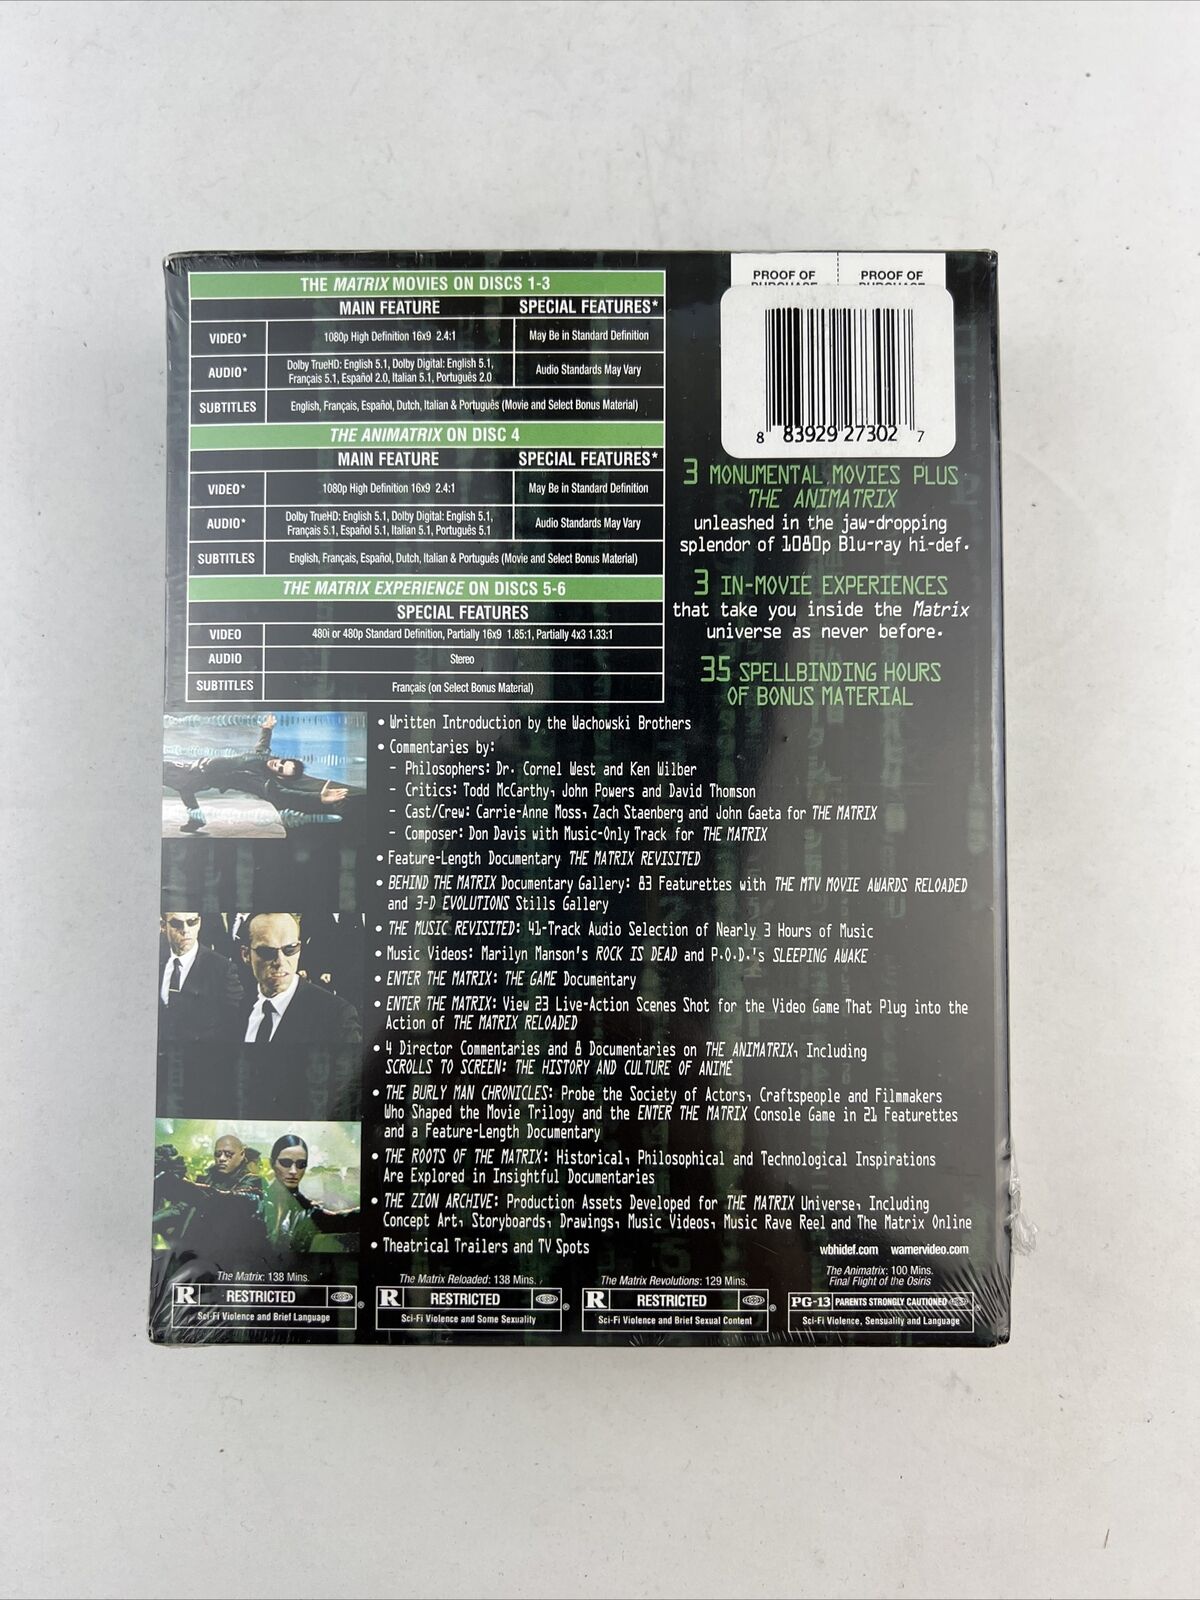 THE MATRIX MOVIES ON DISCS 1-3
MAIN FEATURE SPECIAL FEATURES*
VIDEO* 1080p High Definition 16x9 2.4:1 May Be in Standard Definition
AUDIO* Dolby TrueHD: English 5.1, Dolby Digital: English 5.1,
Français 5.1, Español 2.0, Italian 5.1, Português 2.0 Audio Standards May Vary
SUBTITLES English, Français, Español, Dutch, Italian & Português (Movie and Select Bonus Material)
THE ANIMATRIX ON DISC 4
MAIN FEATURE SPECIAL FEATURES*
VIDEO* 1080p High Definition 16x9 2.4:1 May Be in Standard Definition
AUDIO* Dolby TrueHD: English 5.1, Dolby Digital: English 5.1,
Français 5.1, Español 5.1, Italian 5.1, Português 5.1 Audio Standards May Vary
SUBTITLES English, Français, Español, Dutch, Italian & Português (Movie and Select Bonus Material)
THE MATRIX EXPERIENCE ON DISCS 5-6
SPECIAL FEATURES
VIDEO 480i or 480p Standard Definition, Partially 16x9 1.85:1, Partially 4x3 1.33:1
AUDIO Stereo
SUBTITLES Français (on Select Bonus Material)
PROOF OF PURCHASE
PROOF OF PURCHASE
8 83929 27302 7
3 MONUMENTAL MOVIES PLUS
THE ANIMATRIX
unleashed in the jaw-dropping
splendor of 1080p Blu-ray hi-def.
3 IN-MOVIE EXPERIENCES
that take you inside the Matrix
universe as never before.
35 SPELLBINDING HOURS
OF BONUS MATERIAL
• Written Introduction by the Wachowski Brothers
• Commentaries by:
- Philosophers: Dr. Cornel West and Ken Wilber
- Critics: Todd McCarthy, John Powers and David Thomson
- Cast/Crew: Carrie-Anne Moss, Zach Staenberg and John Gaeta for THE MATRIX
- Composer: Don Davis with Music-Only Track for THE MATRIX
• Feature-Length Documentary THE MATRIX REVISITED
• BEHIND THE MATRIX Documentary Gallery: 83 Featurettes with THE MTV MOVIE AWARDS RELOADED
and 3-D EVOLUTIONS Stills Gallery
• THE MUSIC REVISITED: 41-Track Audio Selection of Nearly 3 Hours of Music
• Music Videos: Marilyn Manson's ROCK IS DEAD and P.O.D.'s SLEEPING AWAKE
• ENTER THE MATRIX: THE GAME Documentary
• ENTER THE MATRIX: View 23 Live-Action Scenes Shot for the Video Game That Plug into the
Action of THE MATRIX RELOADED
• 4 Director Commentaries and 8 Documentaries on THE ANIMATRIX, Including
SCROLLS TO SCREEN: THE HISTORY AND CULTURE OF ANIMÉ
• THE BURLY MAN CHRONICLES: Probe the Society of Actors, Craftspeople and Filmmakers
Who Shaped the Movie Trilogy and the ENTER THE MATRIX Console Game in 21 Featurettes
and a Feature-Length Documentary
• THE ROOTS OF THE MATRIX: Historical, Philosophical and Technological Inspirations
Are Explored in Insightful Documentaries
• THE ZION ARCHIVE: Production Assets Developed for THE MATRIX Universe, Including
Concept Art, Storyboards, Drawings, Music Videos, Music Rave Reel and The Matrix Online
• Theatrical Trailers and TV Spots
wbhidef.com warnervideo.com
The Matrix: 138 Mins.
R RESTRICTED ®
Sci-Fi Violence and Brief Language
The Matrix Reloaded: 138 Mins.
R RESTRICTED ®
Sci-Fi Violence and Some Sexuality
The Matrix Revolutions: 129 Mins.
R RESTRICTED ®
Sci-Fi Violence and Brief Sexual Content
The Animatrix: 100 Mins.
Final Flight of the Osiris
PG-13 PARENTS STRONGLY CAUTIONED ®
Sci-Fi Violence, Sensuality and Language